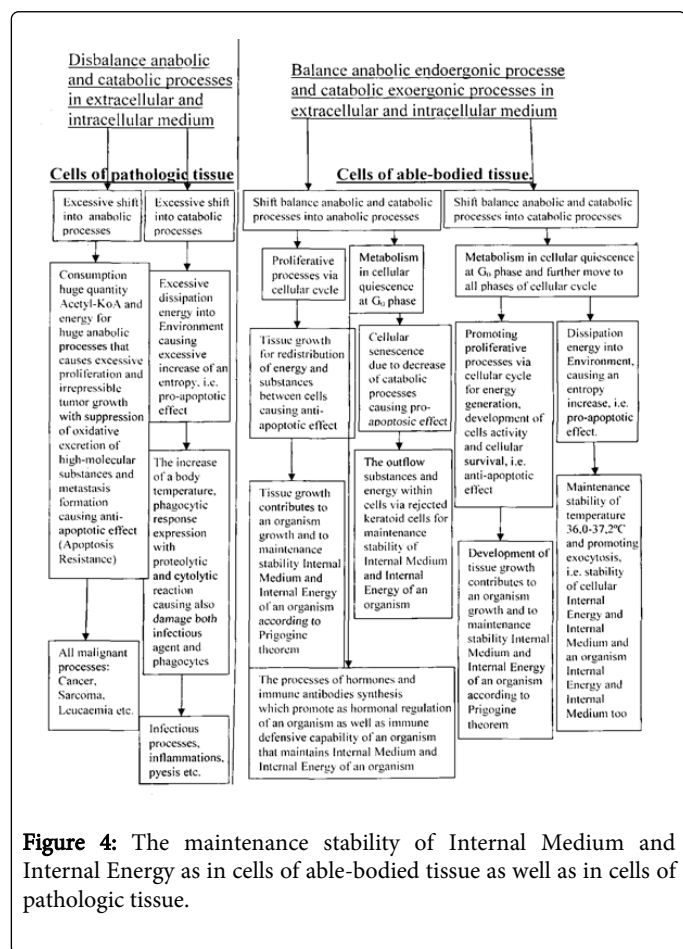 Disbalance anabolic
and catabolic processes
in extracellular and
intracellular medium
Balance anabolic endoergonic processe
and catabolic exoergonic processes in
extracellular and intracellular medium
Cells of pathologic tissue
Cells of able-bodied tissue.
Excessive shift
into anabolic
processes
Excessive shift
into catabolic
processes
Shift balance anabolic and catabolic
processes into anabolic processes
Shift balance anabolic and catabolic
processes into catabolic processes
Consumption
huge quantity
Acetyl-KoA and
energy for
huge anabolic
processes that
causes excessive
proliferation and
irrepressible
tumor growth
with suppression
of oxidative
excretion of
high-molecular
substances and
metastasis
formation
causing anti-
apoptotic effect
(Apoptosis
Resistance)
Excessive
dissipation
energy into
Environment
causing
excessive
increase of an
entropy, i.e.
pro-apoptotic
effect
Proliferative
processes via
cellular cycle
Metabolism
in cellular
quiescence
at G₀ phase
Metabolism in cellular quiescence
at G₀ phase and further move to
all phases of cellular cycle
Tissue growth
for redistribution
of energy and
substances
between cells
causing anti-
apoptotic effect
Cellular
senescence
due to decrease
of catabolic
processes
causing pro-
apoptosic effect
Promoting
proliferative
processes via
cellular cycle
for energy
generation,
development of
cells activity
and cellular
survival, i.e.
anti-apoptotic
effect
Dissipation
energy into
Environment,
causing an
entropy
increase, i.e.
pro-apoptotic
effect.
The increase
of a body
temperature,
phagocytic
response
expression
with
proteolytic
and cytolytic
reaction
causing also
damage both
infectious
agent and
phagocytes
Tissue growth
contributes to
an organism
growth and to
maintenance
stability Internal
Medium and
Internal Energy
of an organism
according to
Prigogine
theorem
The outflow
substances and
energy within
cells via rejected
keratoid cells for
maintenance
stability of
Internal Medium
and Internal
Energy of an
organism
Development of
tissue growth
contributes to
an organism
growth and to
maintenance
stability Internal
Medium and
Internal Energy
of an organism
according to
Prigogine
theorem
Maintenance
stability of
temperature
36,0-37,2ºC
and promoting
exocytosis,
i.e. stability
of cellular
Internal
Energy and
Internal
Medium and
an organism
Internal
Energy and
Internal
Medium too
All malignant
processes:
Cancer,
Sarcoma,
Leucaemia etc.
Infectious
processes,
inflammations,
pyesis etc.
The processes of hormones and
immune antibodies synthesis
which promote as hormonal regulation
of an organism as well as immune
defensive capability of an organism
that maintains Internal Medium and
Internal Energy of an organism
Figure 4: The maintenance stability of Internal Medium and
Internal Energy as in cells of able-bodied tissue as well as in cells of
pathologic tissue.